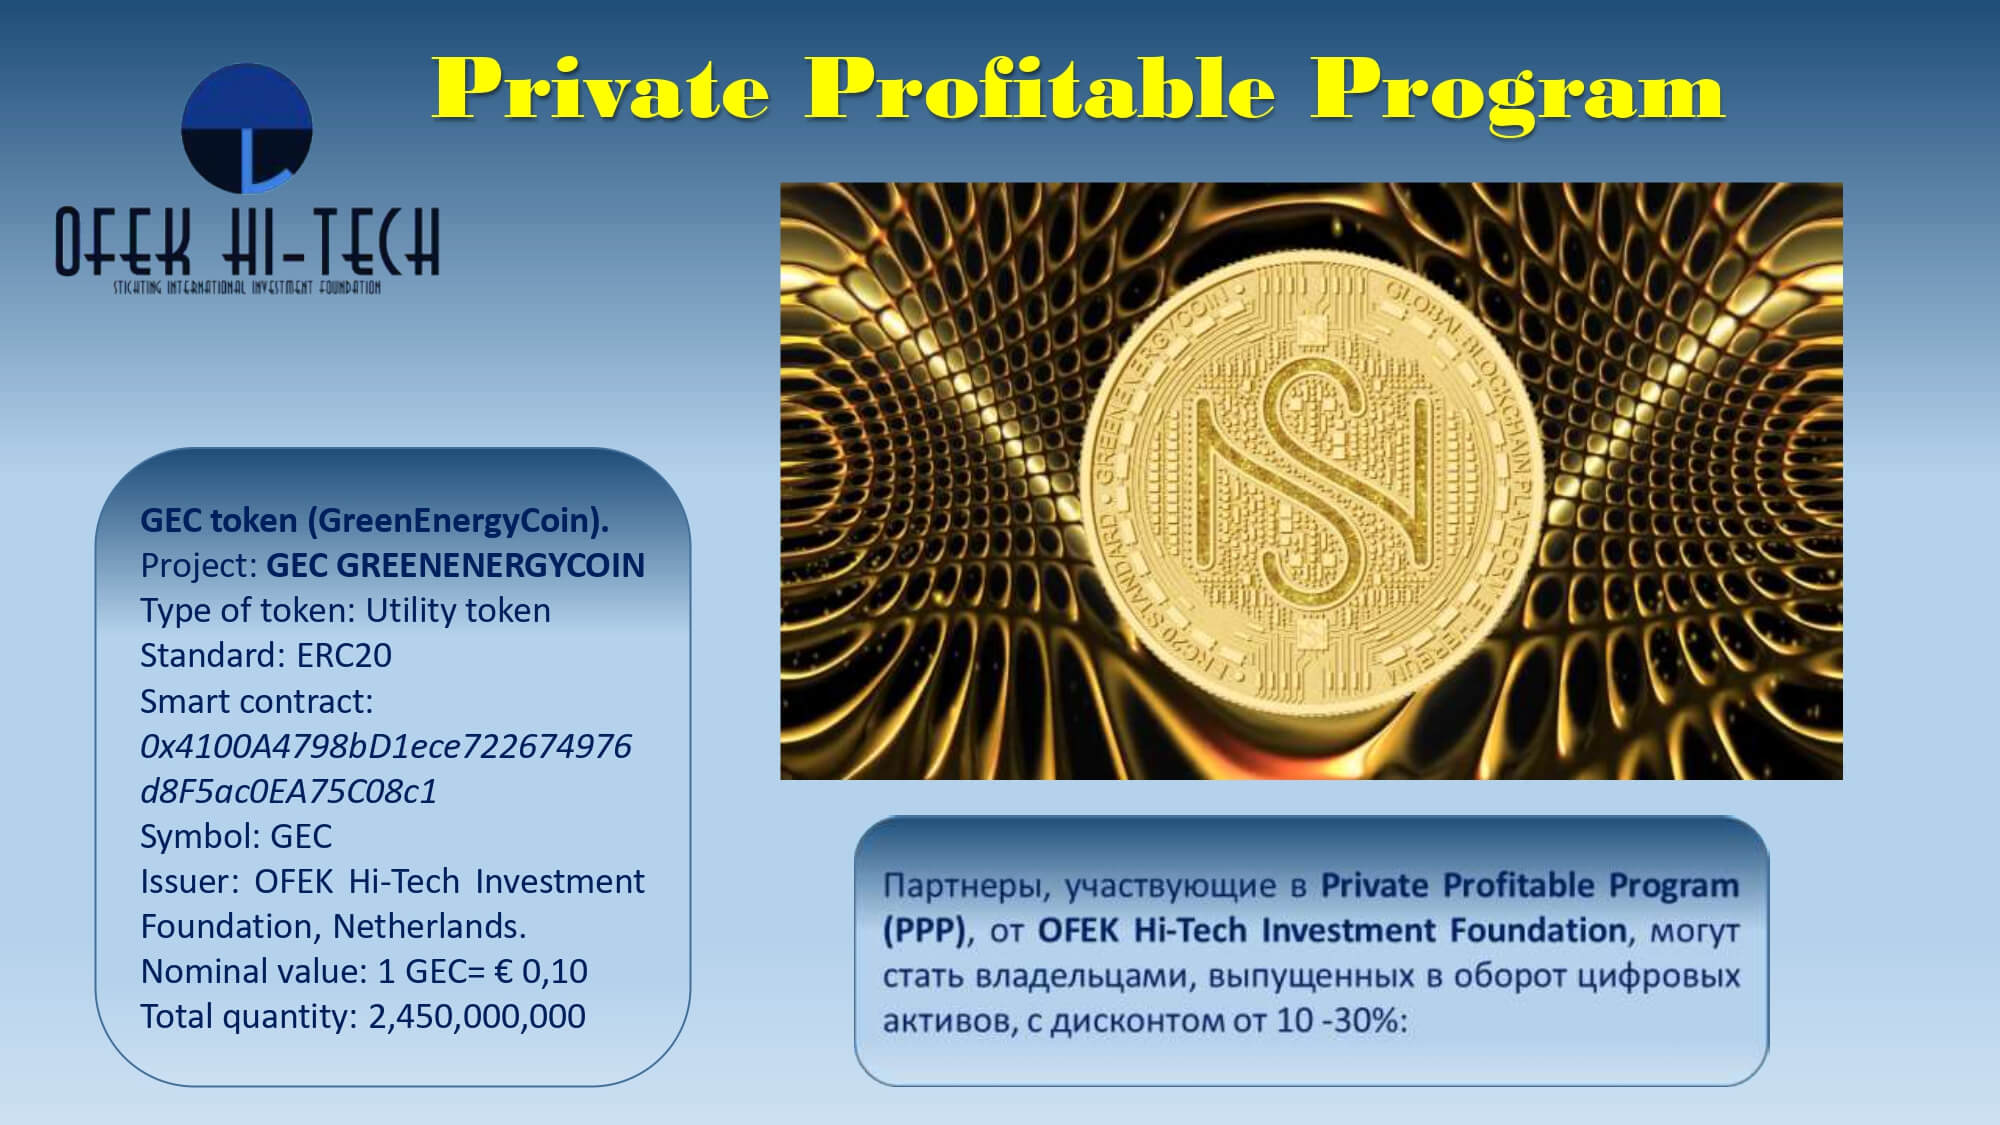 Private Profitable Program
OFEK HI-TECH
STICHTING INTERNATIONAL INVESTMENT FOUNDATION
• GREENENERGYCOIN •
GLOBAL BLOCKCHAIN PLATFORM ETHEREUM
• ERC20 STANDARD
GEC token (GreenEnergyCoin).
Project: GEC GREENENERGYCOIN
Type of token: Utility token
Standard: ERC20
Smart contract:
0x4100A4798bD1ece722674976
d8F5ac0EA75C08c1
Symbol: GEC
Issuer: OFEK Hi-Tech Investment
Foundation, Netherlands.
Nominal value: 1 GEC= € 0,10
Total quantity: 2,450,000,000
Партнеры, участвующие в Private Profitable Program
(PPP), от OFEK Hi-Tech Investment Foundation, могут
стать владельцами, выпущенных в оборот цифровых
активов, с дисконтом от 10 -30%: